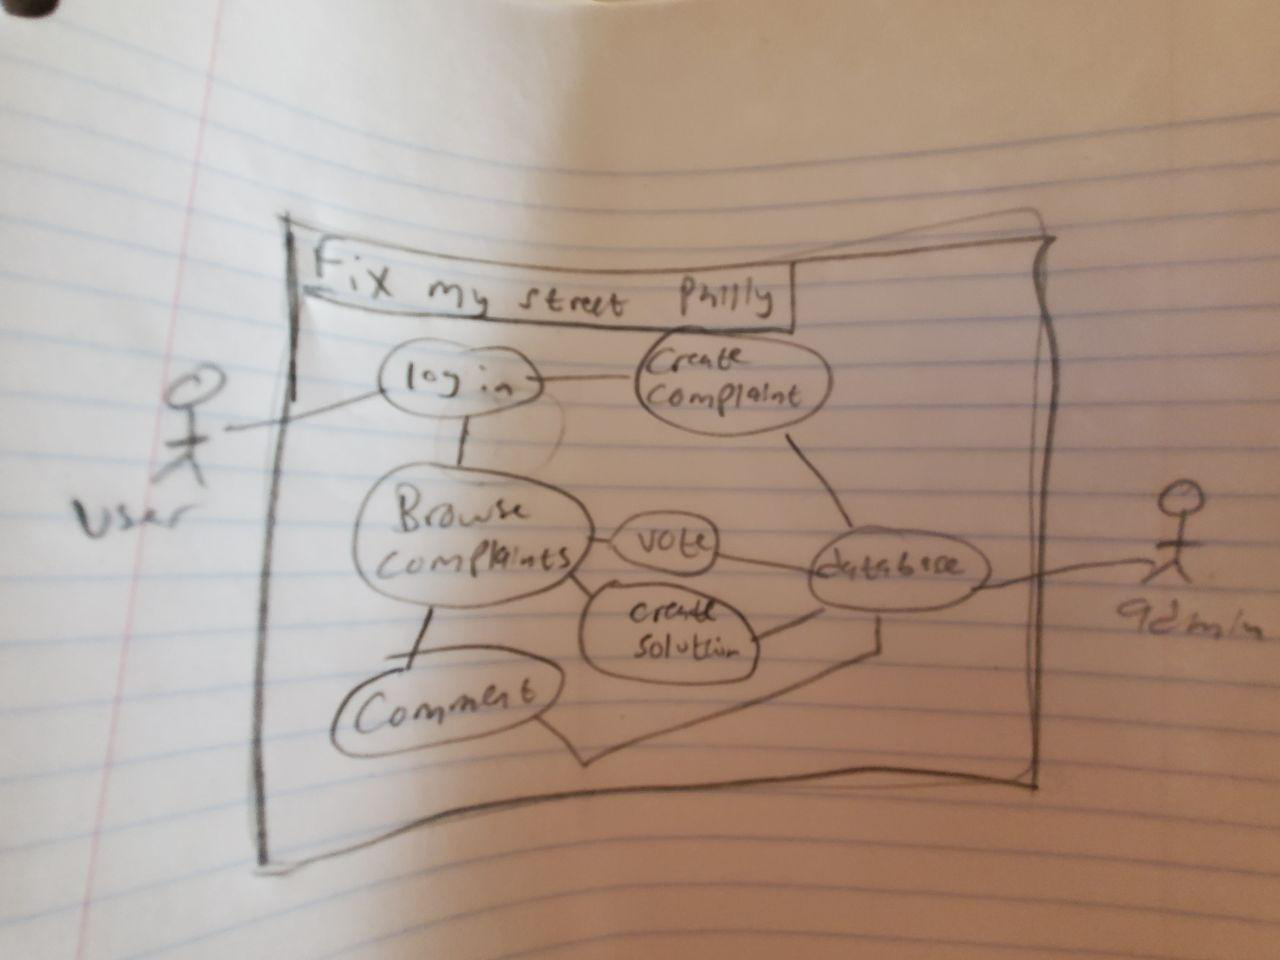 Fix my street Philly
log in
Create
Complaint
User
Browse
complaints
vote
database
create
solution
admin
Comment